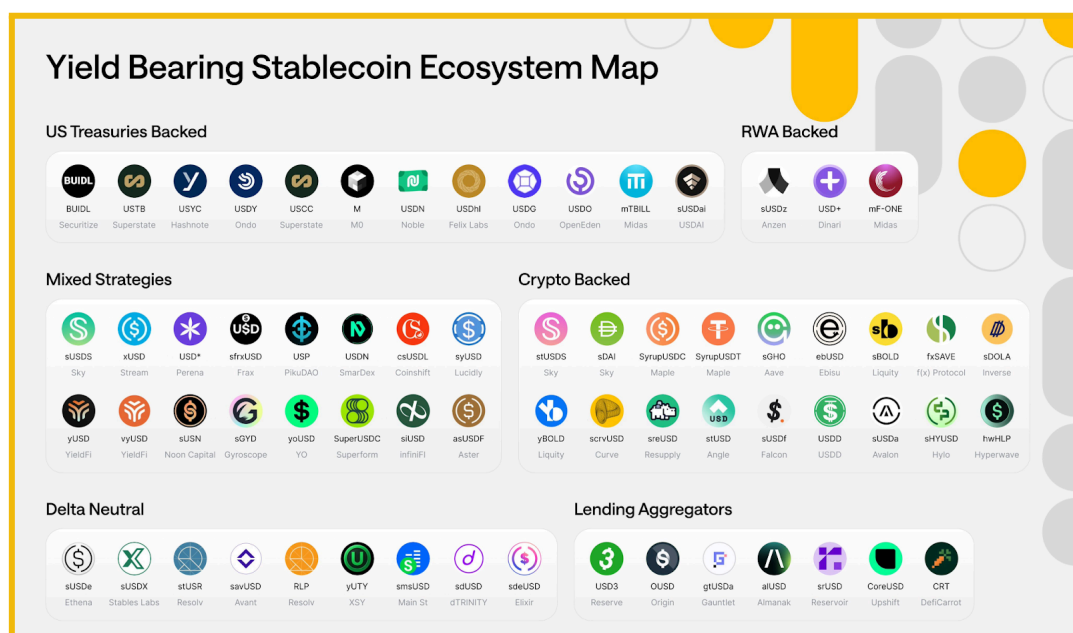 Yield Bearing Stablecoin Ecosystem Map
US Treasuries Backed
BUIDL
BUIDL USTB USYC USDY USCC M USDN USDhl USDG USDO mTBILL sUSDai
Securitize Superstate Hashnote Ondo Superstate M0 Noble Felix Labs Ondo OpenEden Midas USDAI
RWA Backed
sUSDz USD+ mF-ONE
Anzen Dinari Midas
Mixed Strategies
USD
sUSDS xUSD USD* sfrxUSD USP USDN csUSDL syUSD
Sky Stream Perena Frax PikuDAO SmarDex Coinshift Lucidly
yUSD vyUSD sUSN sGYD yoUSD SuperUSDC siUSD asUSDF
YieldFi YieldFi Noon Capital Gyroscope YO Superform infiniFI Aster
Crypto Backed
stUSDS sDAI SyrupUSDC SyrupUSDT sGHO ebUSD sBOLD fxSAVE sDOLA
Sky Sky Maple Maple Aave Ebisu Liquity f(x) Protocol Inverse
USD
yBOLD scrvUSD sreUSD stUSD sUSDf USDD sUSDa sHYUSD hwHLP
Liquity Curve Resupply Angle Falcon USDD Avalon Hylo Hyperwave
Delta Neutral
sUSDe sUSDX stUSR savUSD RLP yUTY smsUSD sdUSD sdeUSD
Ethena Stables Labs Resolv Avant Resolv XSY Main St dTRINITY Elixir
Lending Aggregators
USD3 OUSD gtUSDa alUSD srUSD CoreUSD CRT
Reserve Origin Gauntlet Almanak Reservoir Upshift DefiCarrot